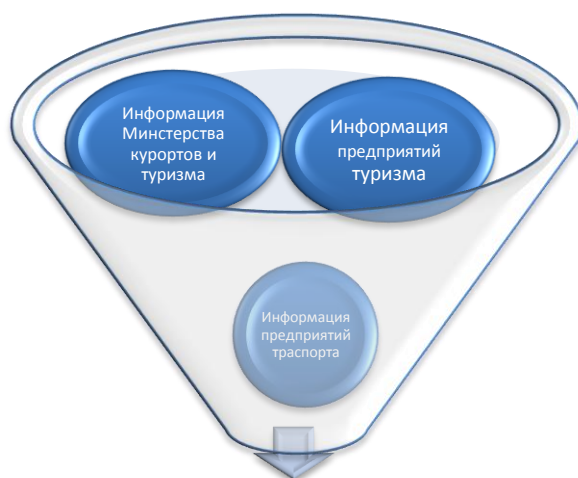 Информация
Минстерства
курортов и
туризма
Информация
предприятий
туризма
Информация
предприятий
траспорта